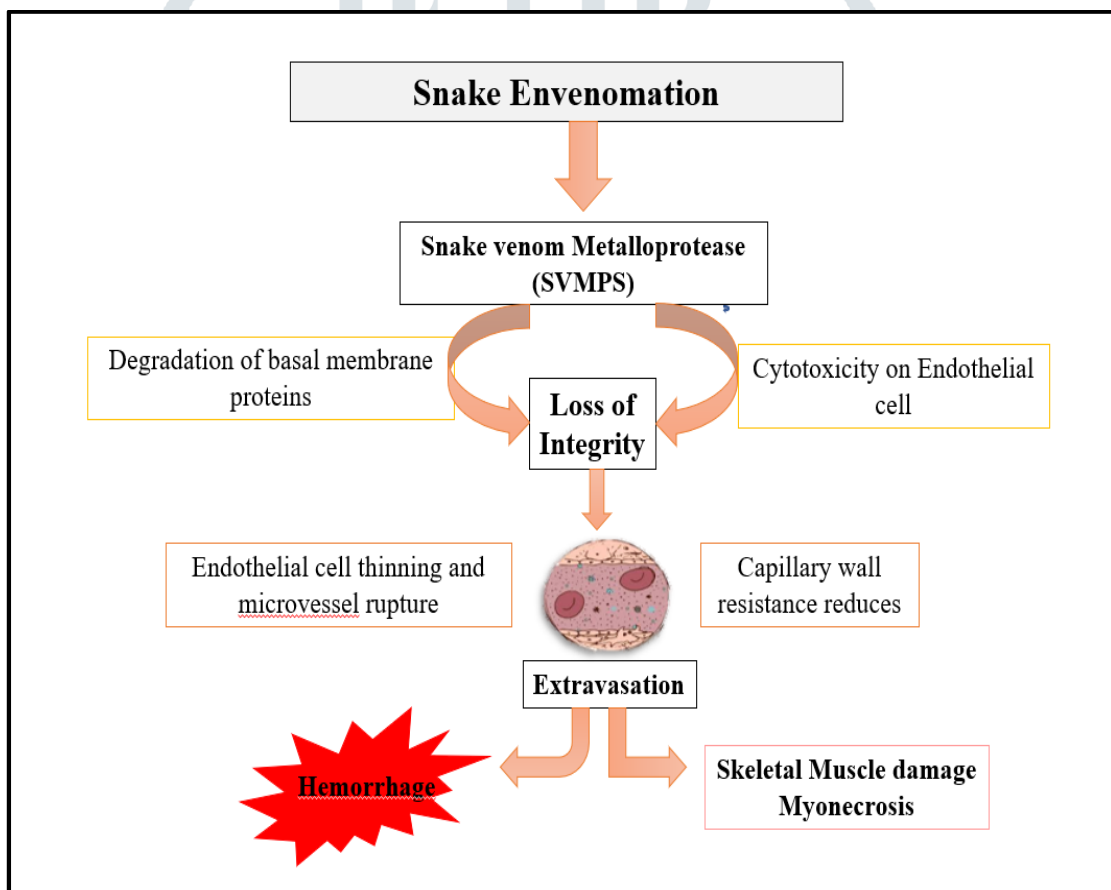 Snake Envenomation
Snake venom Metalloprotease
(SVMPS)
Degradation of basal membrane
proteins
Cytotoxicity on Endothelial
cell
Loss of
Integrity
Endothelial cell thinning and
microvessel rupture
Capillary wall
resistance reduces
Extravasation
Hemorrhage
Skeletal Muscle damage
Myonecrosis